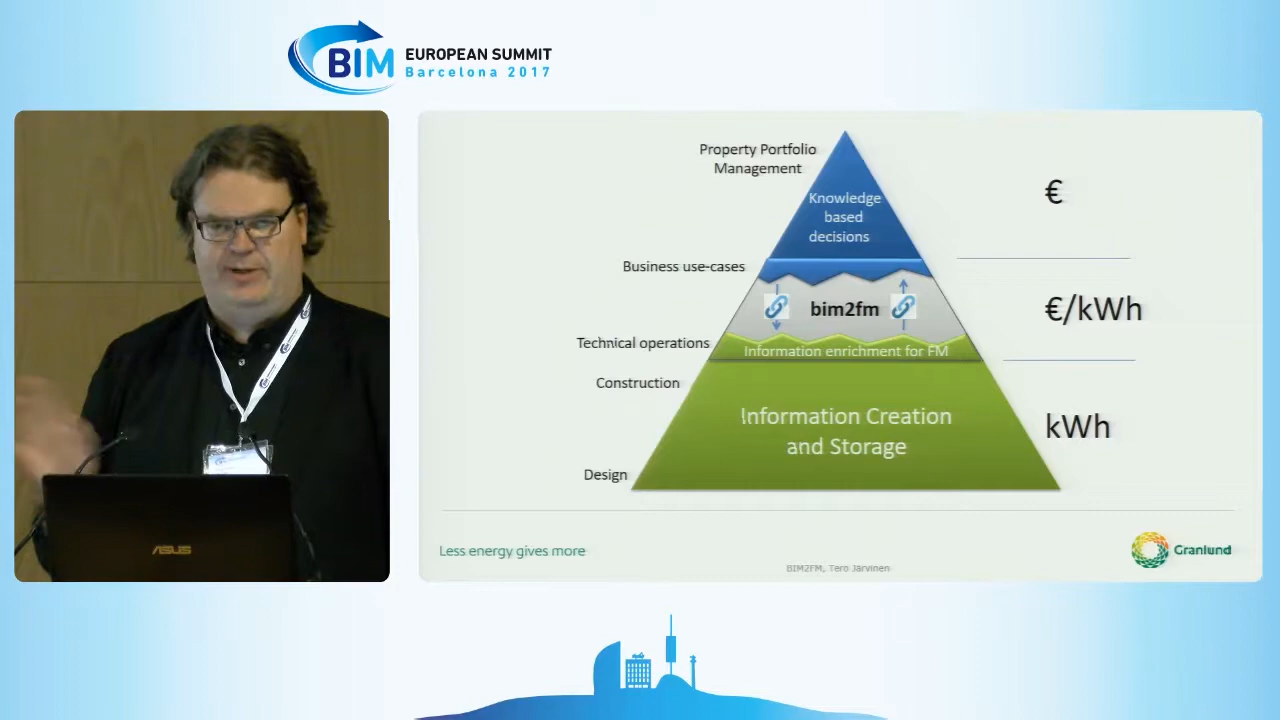 BIM EUROPEAN SUMMIT
Barcelona 2017
ASUS
Property Portfolio
Management
Knowledge
based
decisions
€
Business use-cases
bim2fm
€/kWh
Technical operations
Information enrichment for FM
Construction
Information Creation
and Storage
kWh
Design
Less energy gives more
BIM2FM, Tero Järvinen
Granlund